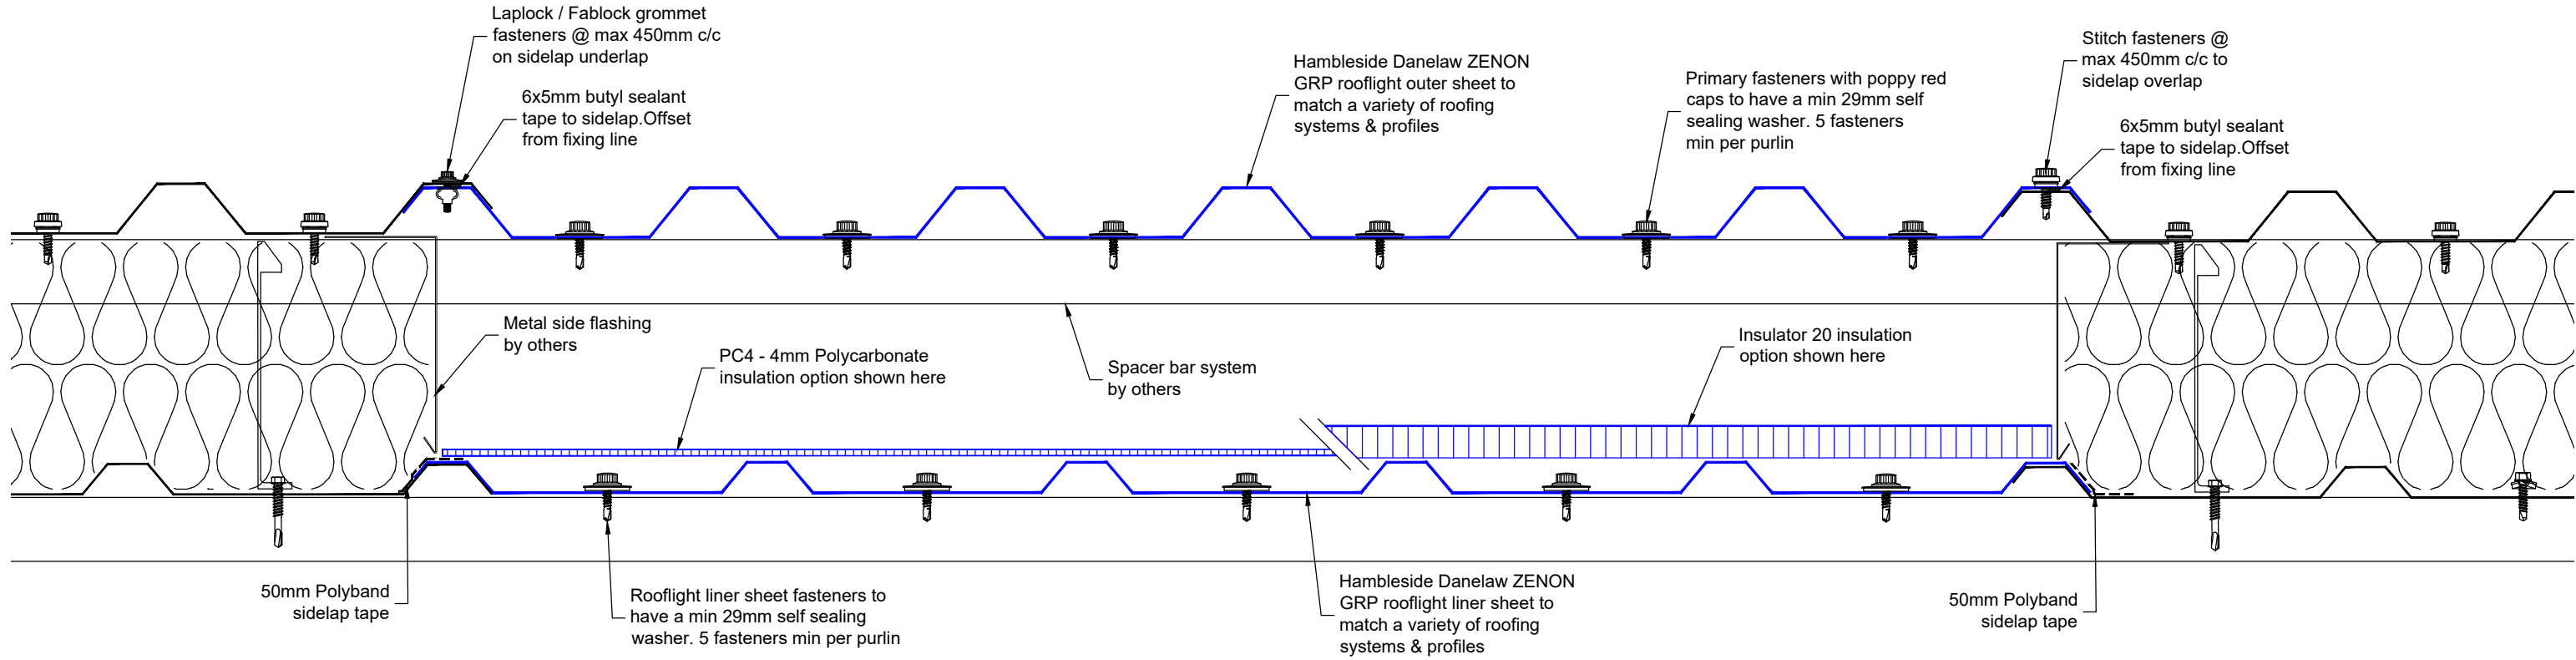 Laplock / Fablock grommet
fasteners @ max 450mm c/c
on sidelap underlap
6x5mm butyl sealant
tape to sidelap.Offset
from fixing line
Hambleside Danelaw ZENON
GRP rooflight outer sheet to
match a variety of roofing
systems & profiles
Primary fasteners with poppy red
caps to have a min 29mm self
sealing washer. 5 fasteners
min per purlin
Stitch fasteners @
max 450mm c/c to
sidelap overlap
6x5mm butyl sealant
tape to sidelap.Offset
from fixing line
Metal side flashing
by others
PC4 - 4mm Polycarbonate
insulation option shown here
Spacer bar system
by others
Insulator 20 insulation
option shown here
50mm Polyband
sidelap tape
Rooflight liner sheet fasteners to
have a min 29mm self sealing
washer. 5 fasteners min per purlin
Hambleside Danelaw ZENON
GRP rooflight liner sheet to
match a variety of roofing
systems & profiles
50mm Polyband
sidelap tape